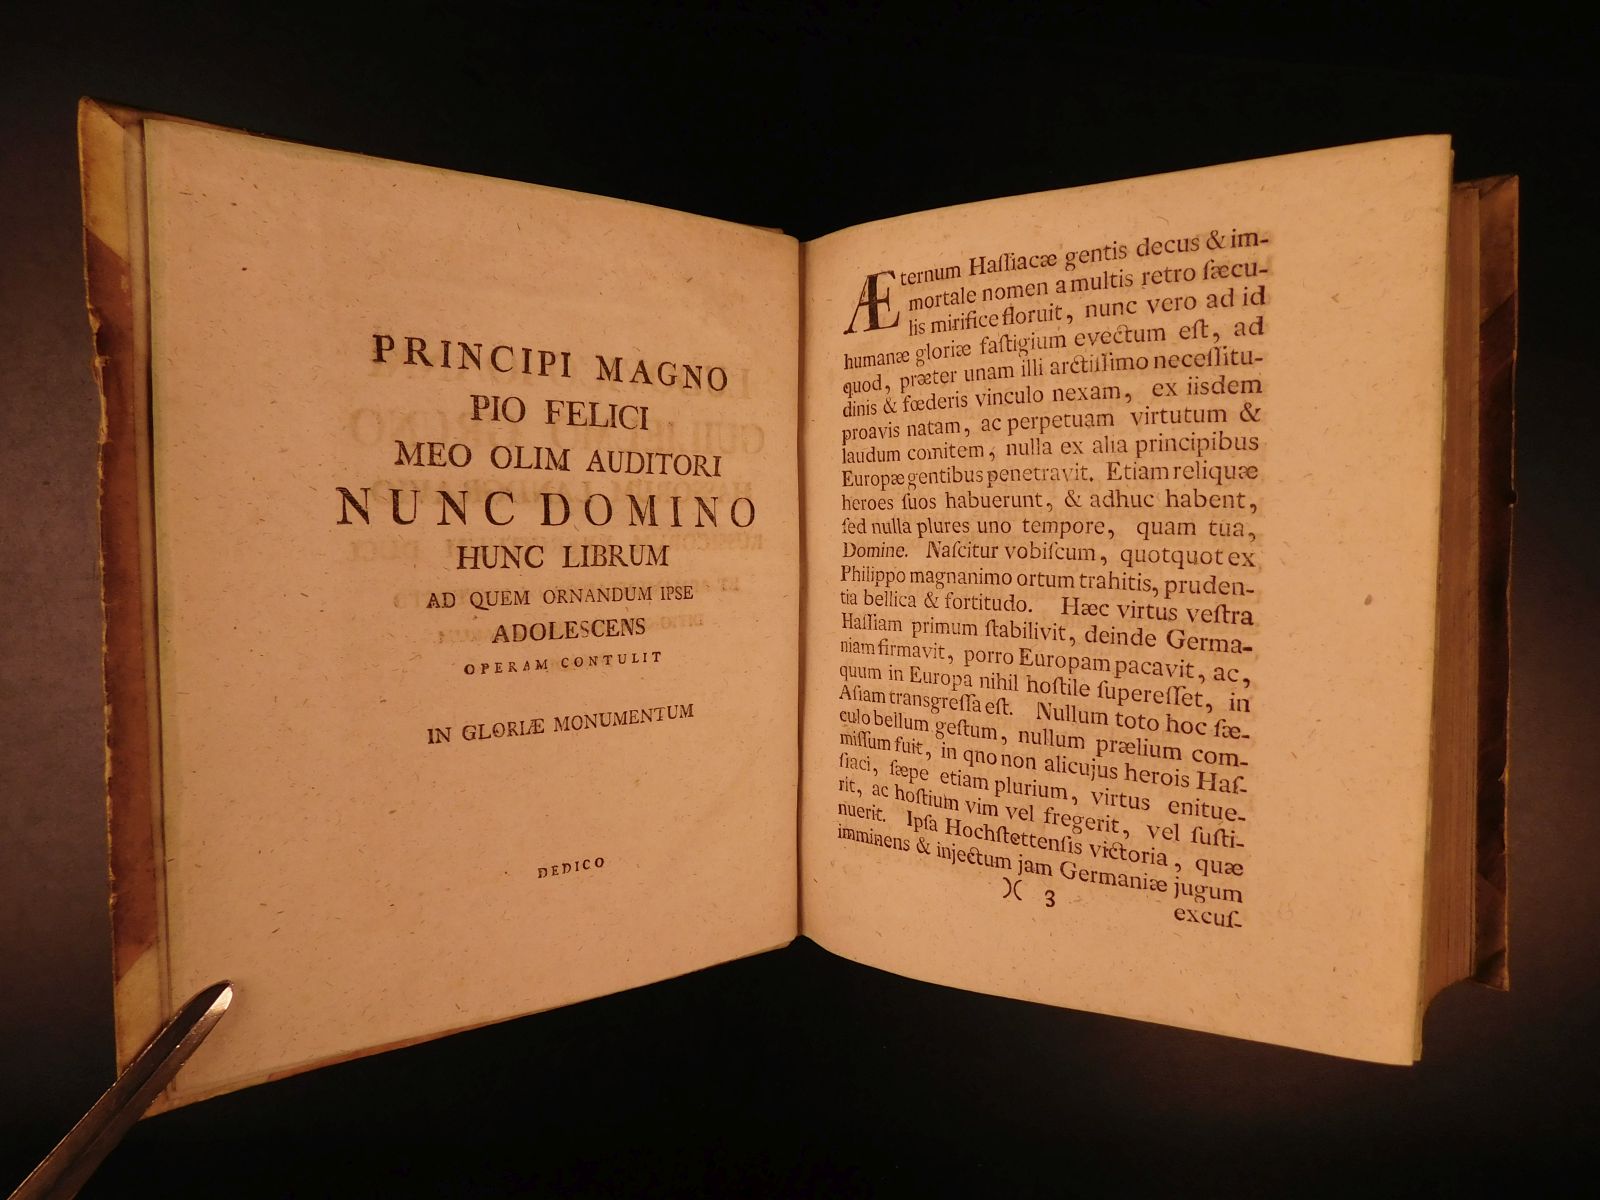 PRINCIPI MAGNO
PIO FELICI
MEO OLIM AUDITORI
NUNC DOMINO
HUNC LIBRUM
AD QUEM ORNANDUM IPSE
ADOLESCENS
OPERAM CONTULIT
IN GLORIÆ MONUMENTUM
DEDICO
Æternum Haſſiacæ gentis decus & im-
mortale nomen a multis retro ſæcu-
lis mirifice floruit, nunc vero ad id
humanæ gloriæ faſtigium evectum eſt, ad
quod, præter unam illi arctiſſimo neceſſitu-
dinis & fœderis vinculo nexam, ex iisdem
proavis natam, ac perpetuam virtutum &
laudum comitem, nulla ex alia principibus
Europæ gentibus penetravit. Etiam reliquæ
heroes ſuos habuerunt, & adhuc habent,
ſed nulla plures uno tempore, quam tua,
Domine. Naſcitur vobiſcum, quotquot ex
Philippo magnanimo ortum trahitis, pruden-
tia bellica & fortitudo. Hæc virtus veſtra
Haſſiam primum ſtabilivit, deinde Germa-
niam firmavit, porro Europam pacavit, ac,
quum in Europa nihil hoſtile ſupereſſet, in
Aſiam transgreſſa eſt. Nullum toto hoc ſæ-
culo bellum geſtum, nullum prælium com-
miſſum fuit, in qno non alicujus herois Haſ-
ſiaci, ſæpe etiam plurium, virtus enitue-
rit, ac hoſtium vim vel fregerit, vel ſuſti-
nuerit. Ipſa Hochſtettenſis victoria, quæ
imminens & injectum jam Germaniæ jugum
)( 3
excuſ-